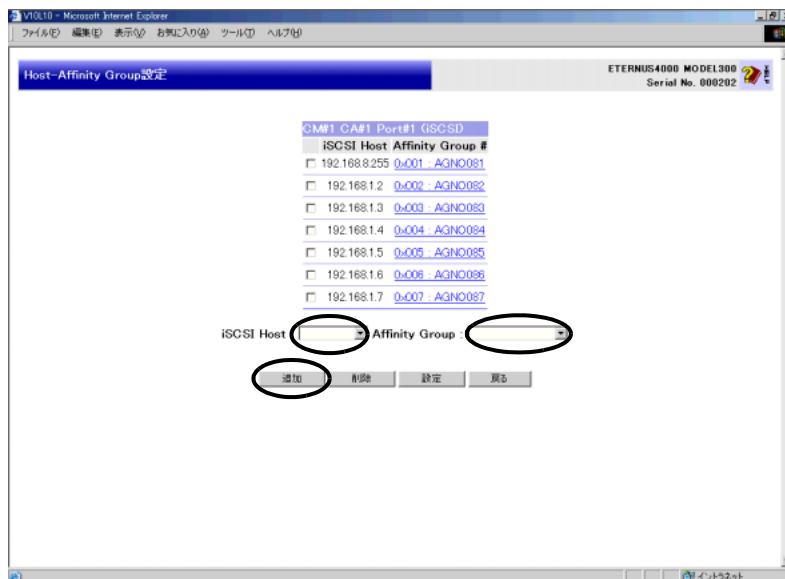 V10L10 - Microsoft Internet Explorer
ファイル(F) 編集(E) 表示(V) お気に入り(A) ツール(T) ヘルプ(H)
Host-Affinity Group設定
ETERNUS4000 MODEL300
Serial No. 000202
CM#1 CA#1 Port#1 (iSCSI)
iSCSI Host Affinity Group #
192.168.8.255 0x001 : AGNO081
192.168.1.2 0x002 : AGNO082
192.168.1.3 0x003 : AGNO083
192.168.1.4 0x004 : AGNO084
192.168.1.5 0x005 : AGNO085
192.168.1.6 0x006 : AGNO086
192.168.1.7 0x007 : AGNO087
iSCSI Host Affinity Group :
追加 削除 設定 戻る
イントラネット